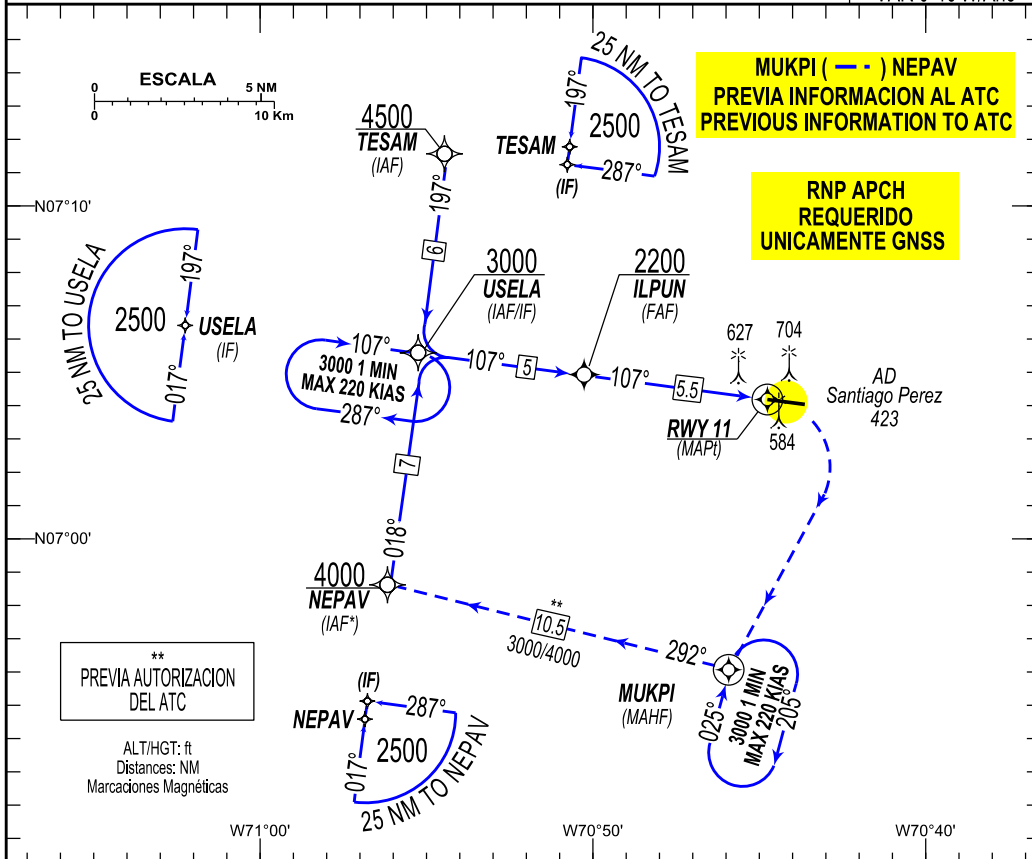 ESCALA
0 5 NM
0 10 Km
25 NM TO TESAM
197°
2500
TESAM
287°
(IF)
MUKPI ( ) NEPAV
PREVIA INFORMACION AL ATC
PREVIOUS INFORMATION TO ATC
4500
TESAM
(IAF)
RNP APCH
REQUERIDO
UNICAMENTE GNSS
N07°10'
197°
6
25 NM TO USELA
197°
2500
USELA
(IF)
017°
3000
USELA
(IAF/IF)
2200
ILPUN
(FAF)
107°
3000 1 MIN
MAX 220 KIAS
287°
107°
5
107°
5.5
627
704
AD
Santiago Perez
423
RWY 11
(MAPt)
584
7
018°
N07°00'
4000
NEPAV
(IAF*)
**
10.5
3000/4000
292°
MUKPI
(MAHF)
025°
3000 1 MIN
MAX 220 KIAS
205°
**
PREVIA AUTORIZACION
DEL ATC
(IF)
NEPAV
287°
2500
017°
25 NM TO NEPAV
ALT/HGT: ft
Distances: NM
Marcaciones Magnéticas
W71°00'
W70°50'
W70°40'